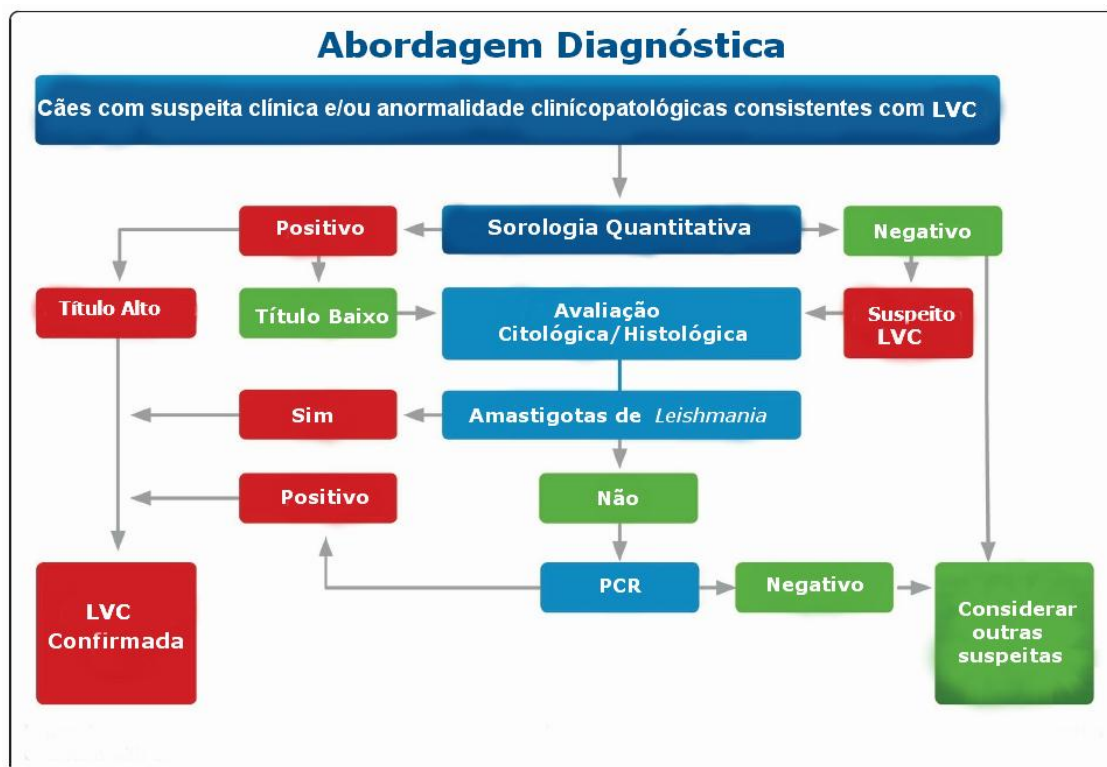 Abordagem Diagnóstica
Cães com suspeita clínica e/ou anormalidade clinícopatológicas consistentes com LVC
Positivo
Sorologia Quantitativa
Negativo
Título Alto
Título Baixo
Avaliação
Citológica/Histológica
Suspeito
LVC
Sim
Amastigotas de Leishmania
Positivo
Não
LVC
Confirmada
PCR
Negativo
Considerar
outras
suspeitas